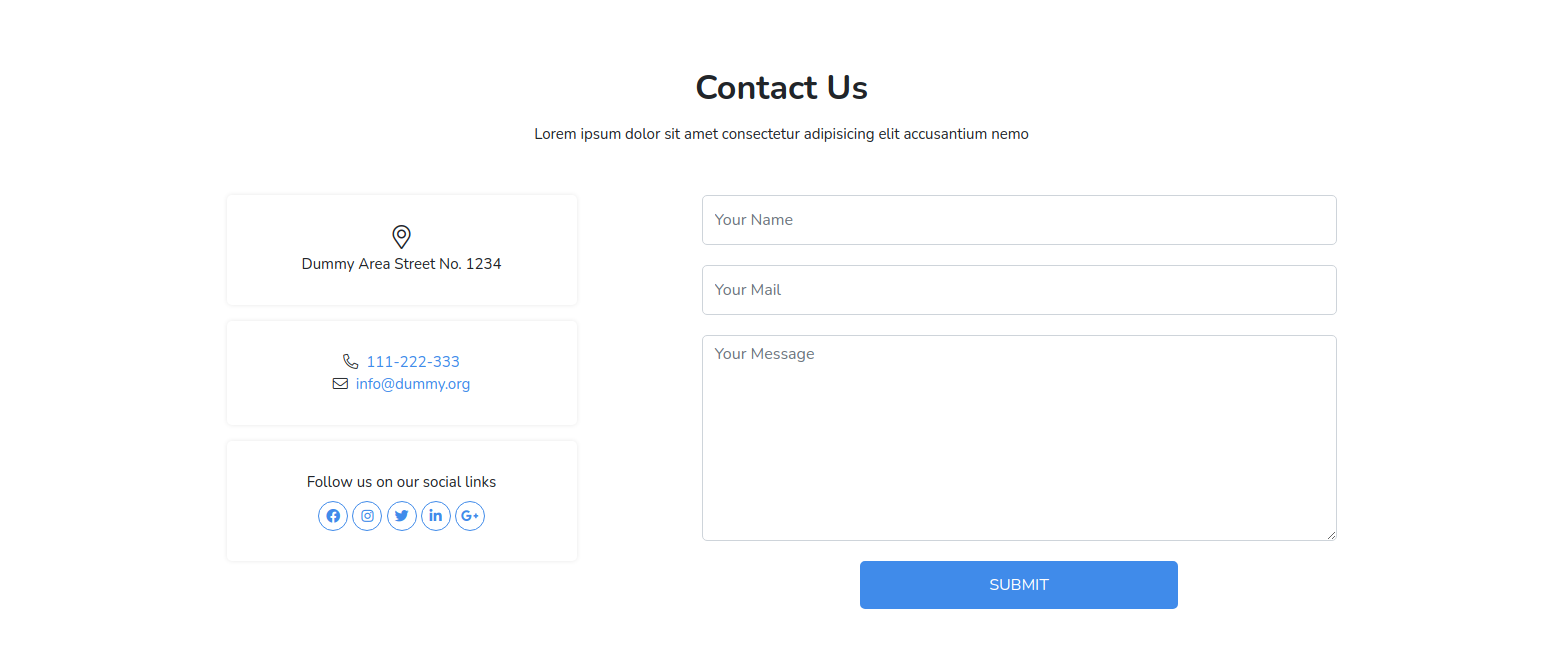 Contact Us
Lorem ipsum dolor sit amet consectetur adipisicing elit accusantium nemo
Dummy Area Street No. 1234
111-222-333
info@dummy.org
Follow us on our social links
Your Name
Your Mail
Your Message
SUBMIT